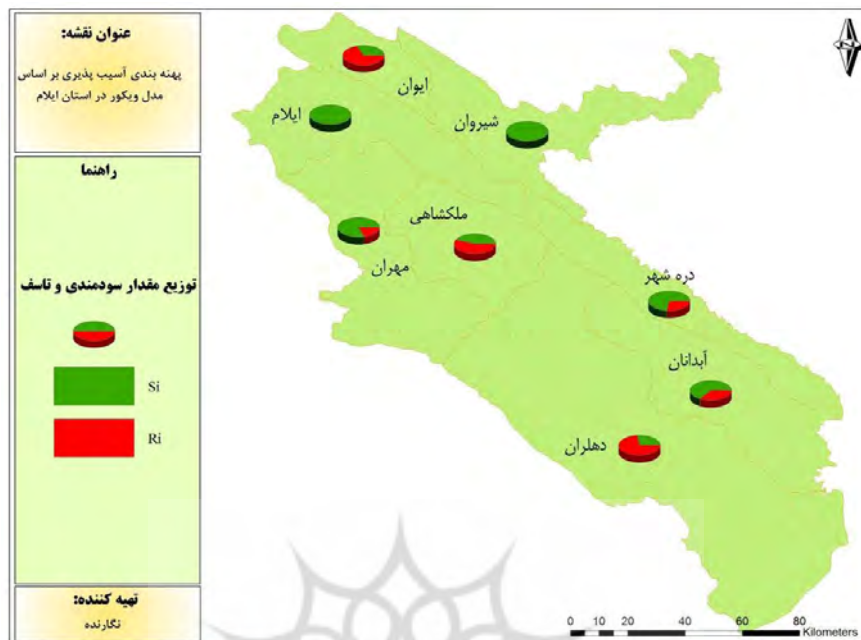 عنوان نقشه:
پهنه بندی آسیب پذیری بر اساس
مدل ویکور در استان ایلام
راهنما
توزیع مقدار سودمندی و تاسف
Si
Ri
تهیه کننده:
نگارنده
ایوان
ایلام
شیروان
ملکشاهی
مهران
دره شهر
آبدانان
دهلران
0 10 20 40 60 80
Kilometers